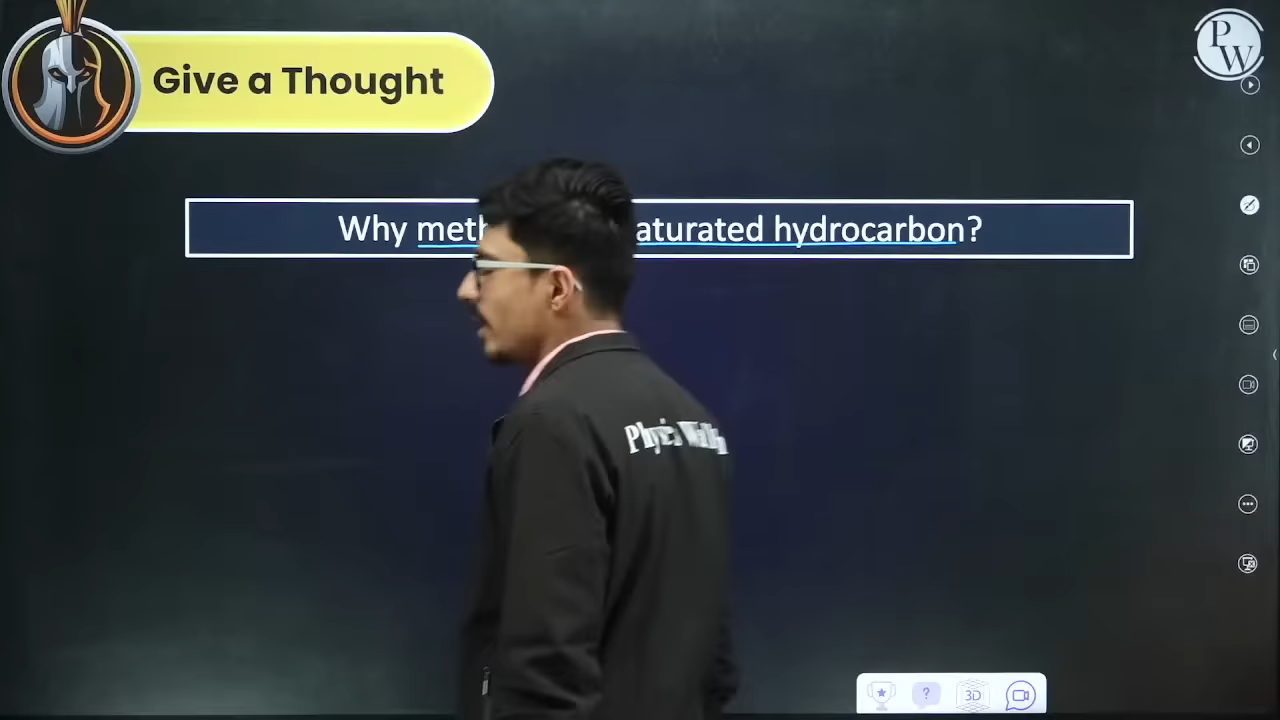 Give a Thought
PW
Why meth aturated hydrocarbon?
Physics Wallah
?
3D